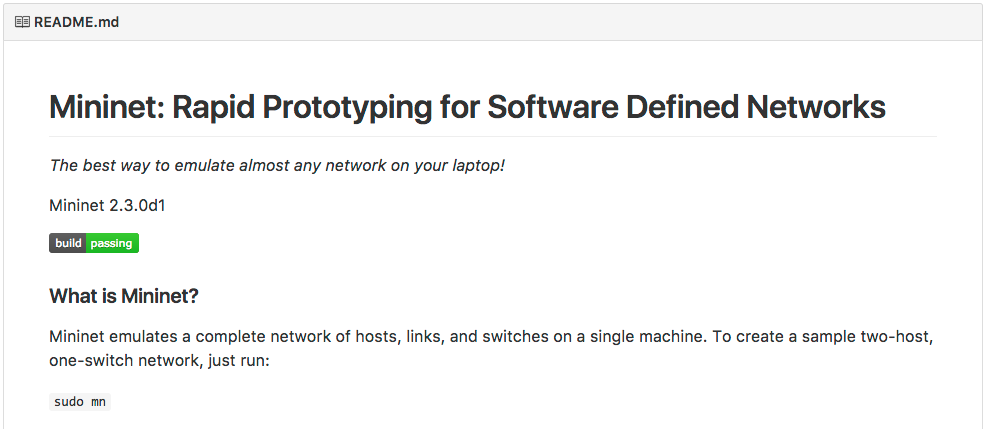 README.md
Mininet: Rapid Prototyping for Software Defined Networks
The best way to emulate almost any network on your laptop!
Mininet 2.3.0d1
build passing
What is Mininet?
Mininet emulates a complete network of hosts, links, and switches on a single machine. To create a sample two-host,
one-switch network, just run:
sudo mn